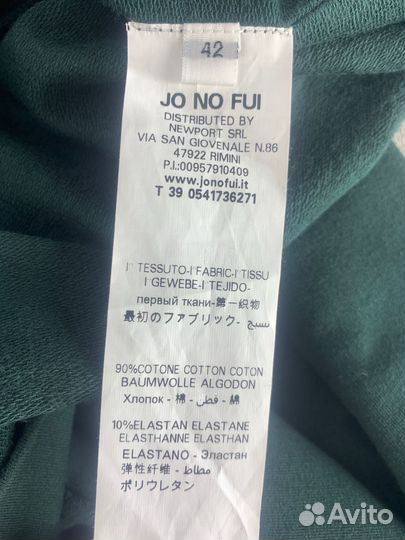 42
JO NO FUI
DISTRIBUTED BY
NEWPORT SRL
VIA SAN GIOVENALE N.86
47922 RIMINI
P.I.:00957910409
www.jonofui.it
T 39 0541736271
I° TESSUTO-I°FABRIC-I°TISSU
I°GEWEBE-I°TEJIDO-
первый ткани-第一织物
最初のファブリック- نسيج
90%COTONE COTTON COTON
BAUMWOLLE ALGODON
Хлопок - 棉 - قطن - 綿
10%ELASTAN ELASTANE
ELASTHANNE ELASTHAN
ELASTANO - Эластан
弹性纤维 - مطاط ا
ポリウレタン
Avito